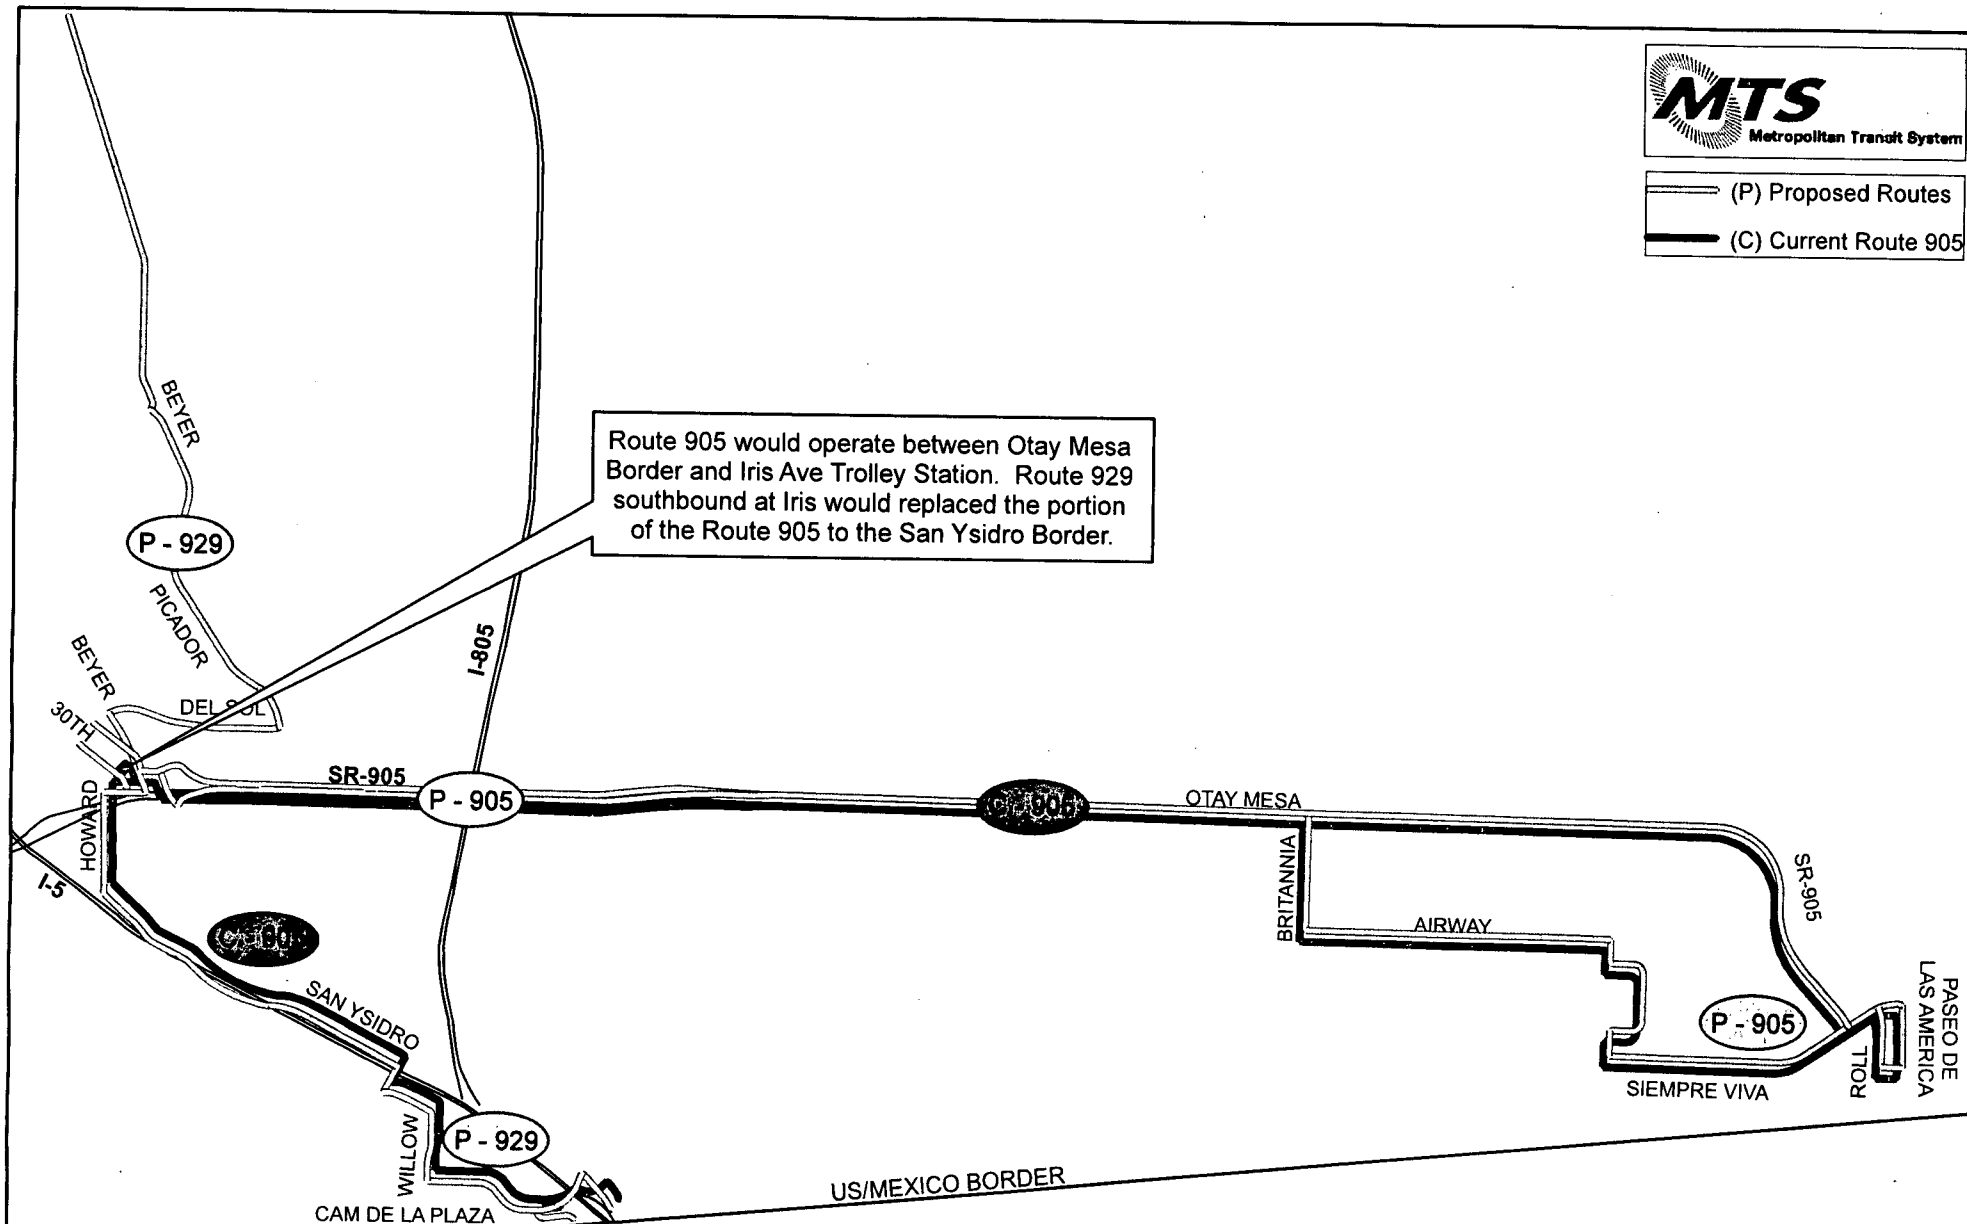 MTS
Metropolitan Transit System
(P) Proposed Routes
(C) Current Route 905
BEYER
Route 905 would operate between Otay Mesa
Border and Iris Ave Trolley Station. Route 929
southbound at Iris would replaced the portion
of the Route 905 to the San Ysidro Border.
P - 929
PICADOR
I-805
BEYER
DEL SOL
30TH
SR-905
P - 905
C - 905
OTAY MESA
HOWARD
BRITANNIA
SR-905
I-5
AIRWAY
C - 905
SAN YSIDRO
PASEO DE
LAS AMERICA
P - 905
ROLL
SIEMPRE VIVA
WILLOW
P - 929
US/MEXICO BORDER
CAM DE LA PLAZA